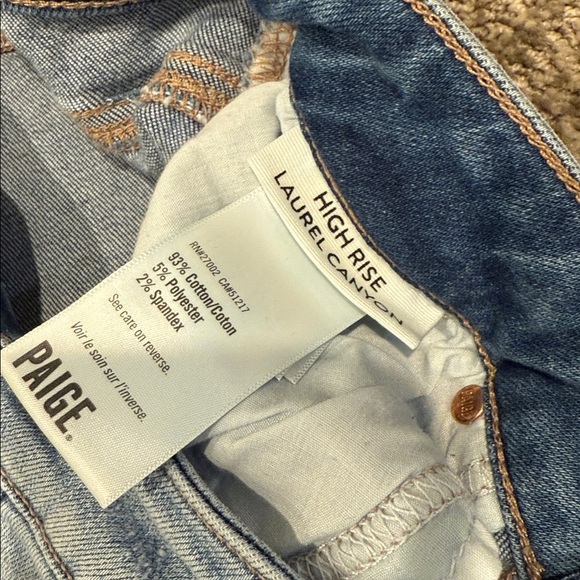 HIGH RISE
LAUREL CANYON
RN#27002 CA#51217
93% Cotton/Coton
5% Polyester
2% Spandex
See care on reverse.
Voir le soin sur l'inverse.
PAIGE®